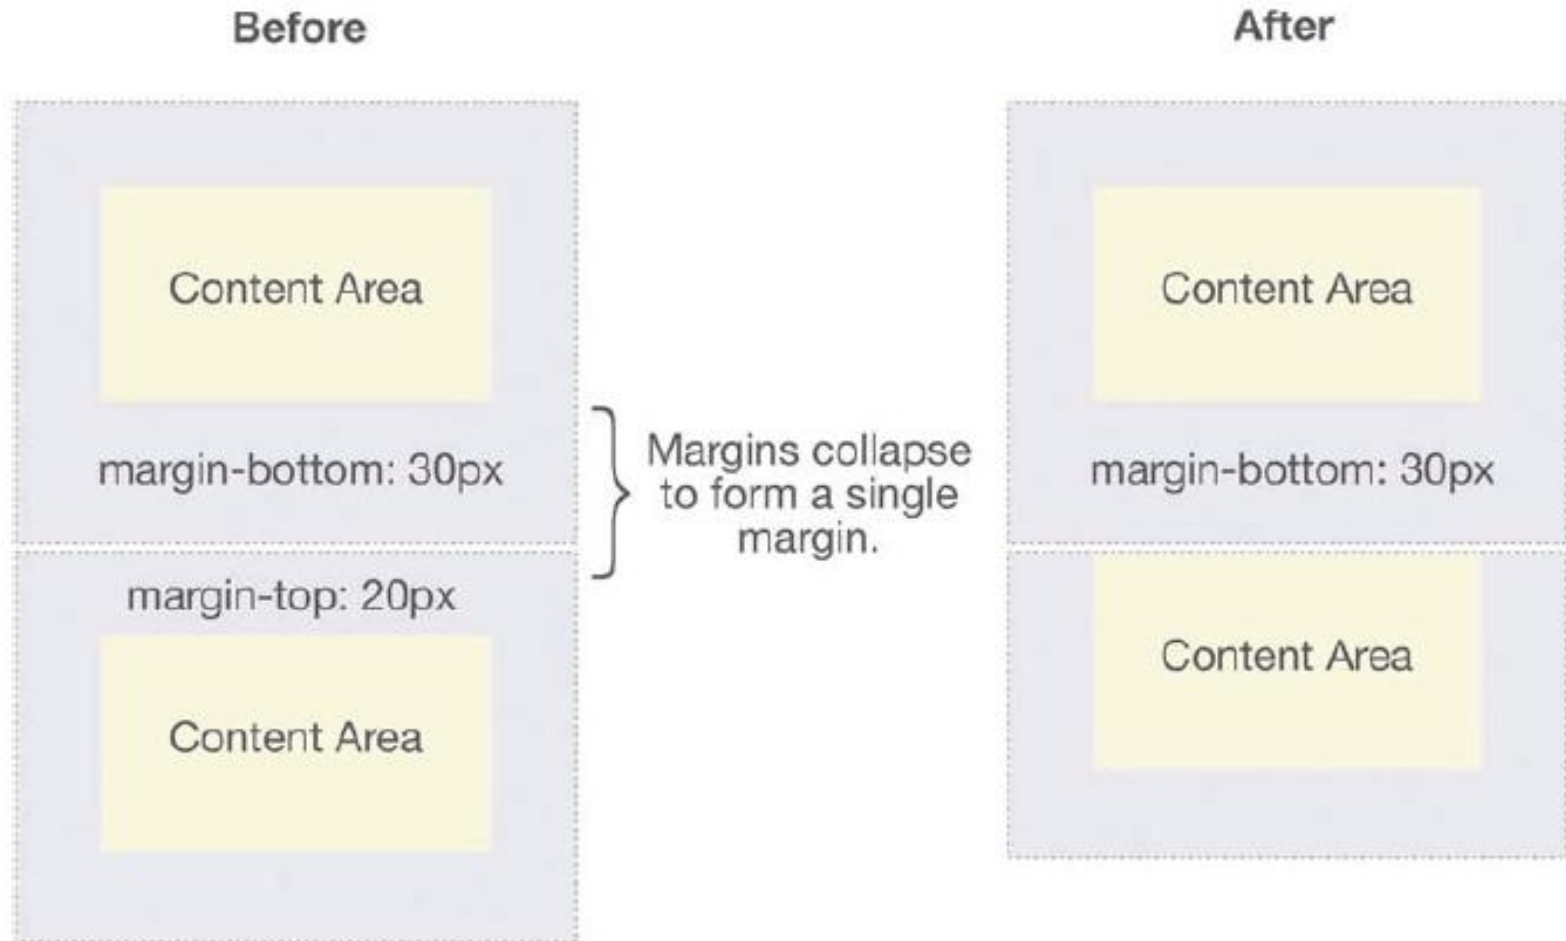 Before
After
Content Area
Content Area
margin-bottom: 30px
Margins collapse
to form a single
margin.
margin-bottom: 30px
margin-top: 20px
Content Area
Content Area